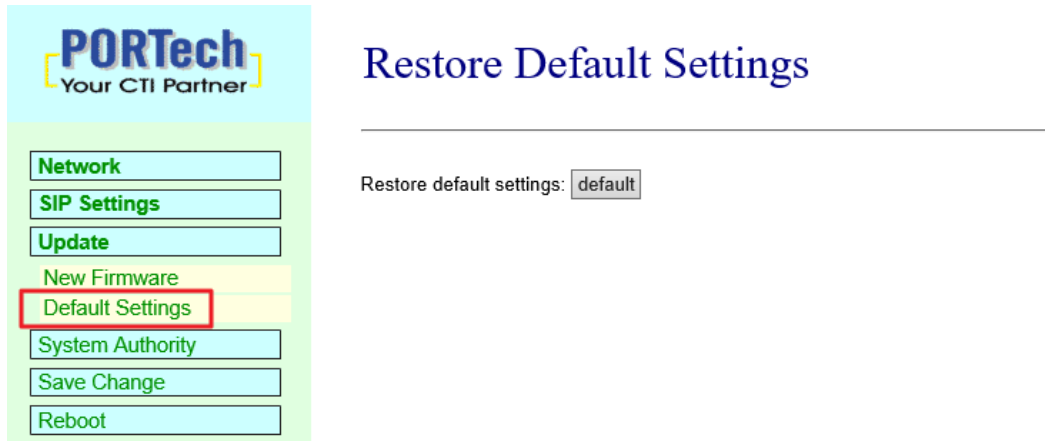 PORTech
Your CTI Partner
Network
SIP Settings
Update
New Firmware
Default Settings
System Authority
Save Change
Reboot
Restore Default Settings
Restore default settings: default